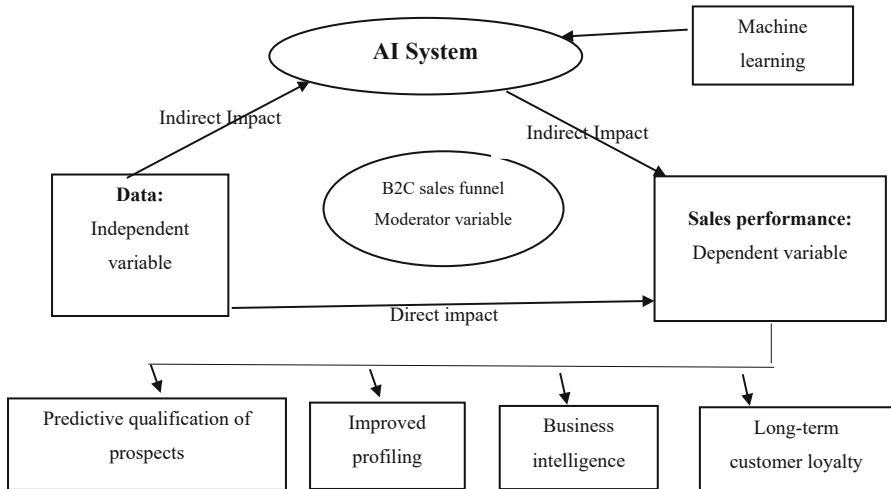 AI System
Machine
learning
Indirect Impact
Indirect Impact
B2C sales funnel
Moderator variable
Data:
Independent
variable
Sales performance:
Dependent variable
Direct impact
Predictive qualification of
prospects
Improved
profiling
Business
intelligence
Long-term
customer loyalty